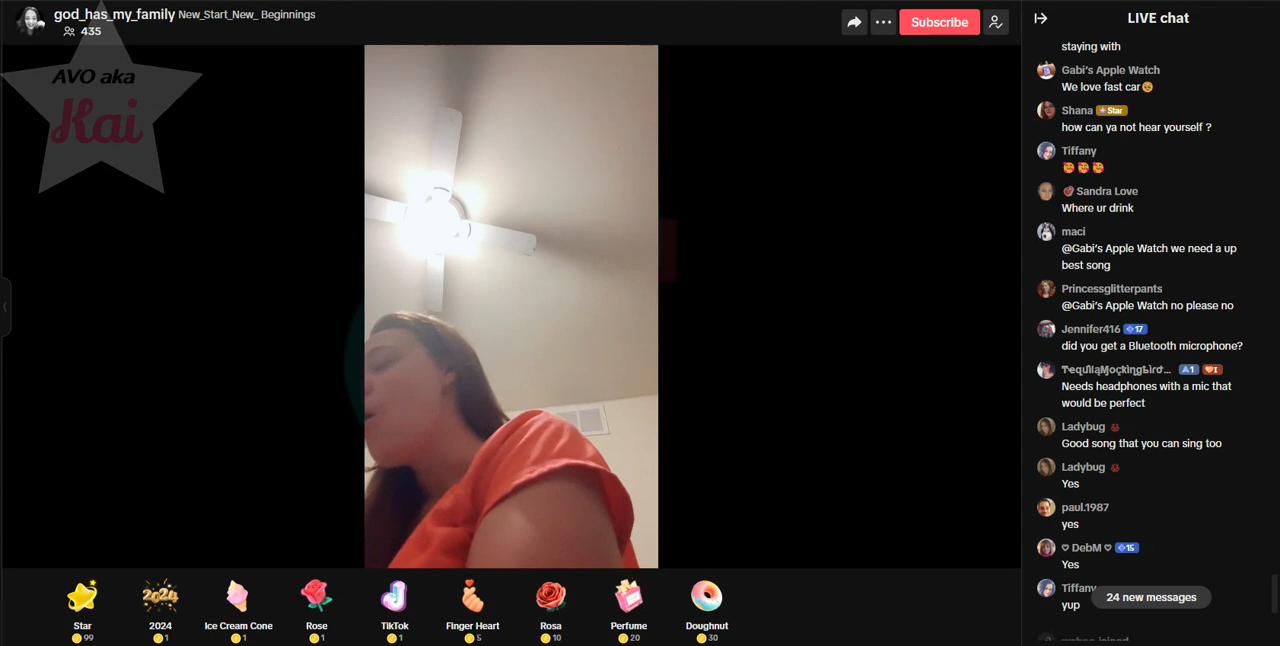 god_has_my_family New_Start_New_ Beginnings
435
Subscribe
AVO aka
Kai
LIVE chat
staying with
Gabi's Apple Watch
We love fast car
Shana Star
how can ya not hear yourself ?
Tiffany
Sandra Love
Where ur drink
maci
@Gabi's Apple Watch we need a up
best song
Princessglitterpants
@Gabi's Apple Watch no please no
Jennifer416 17
did you get a Bluetooth microphone?
1 I
Needs headphones with a mic that
would be perfect
Ladybug
Good song that you can sing too
Ladybug
Yes
paul.1987
yes
♡ DebM ♡ 15
Yes
Tiffany
yup
24 new messages
joined
Star
99
2024
2024
1
Ice Cream Cone
1
Rose
1
TikTok
1
Finger Heart
5
Rosa
10
Perfume
20
Doughnut
30